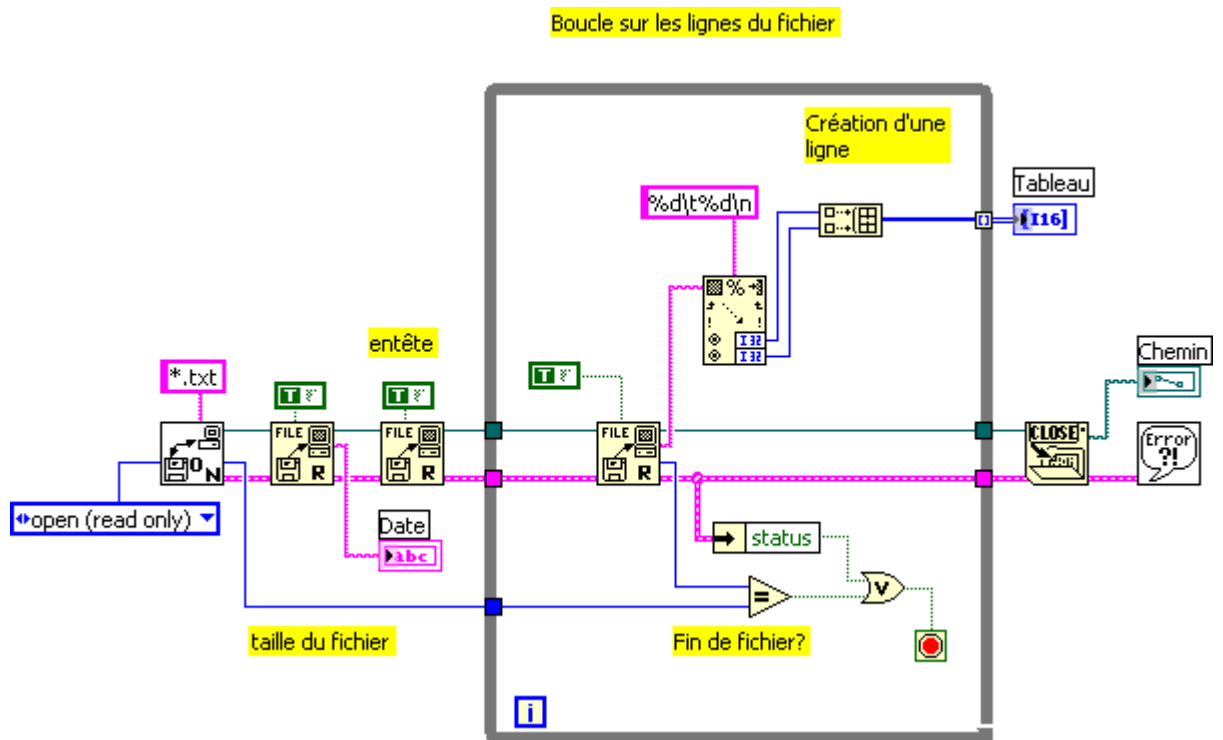 Boucle sur les lignes du fichier
Création d'une
ligne
Tableau
%d\t%d\n
[I16]
% 
I32
I32
entête
Chemin
*.txt
T
T
T
FILE
R
FILE
R
FILE
R
CLOSE
Error
?!
O
N
open (read only)
Date
abc
status
=
V
taille du fichier
Fin de fichier?
i